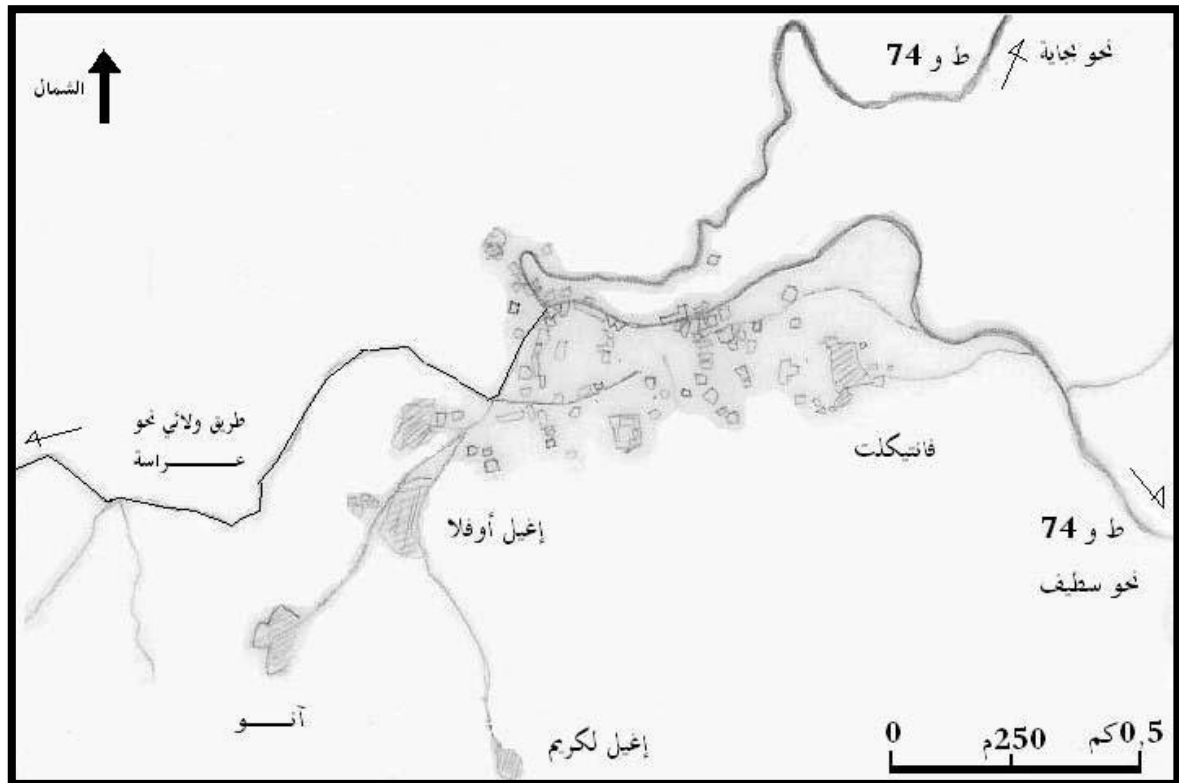 نحو بجاية
ط و 74
الشمال
طريق ولائي نحو
عـــــراسة
فانتيكلت
إغيل أوفلا
ط و 74
نحو سطيف
آنـــو
إغيل لكريم
0
250م
0,5كم